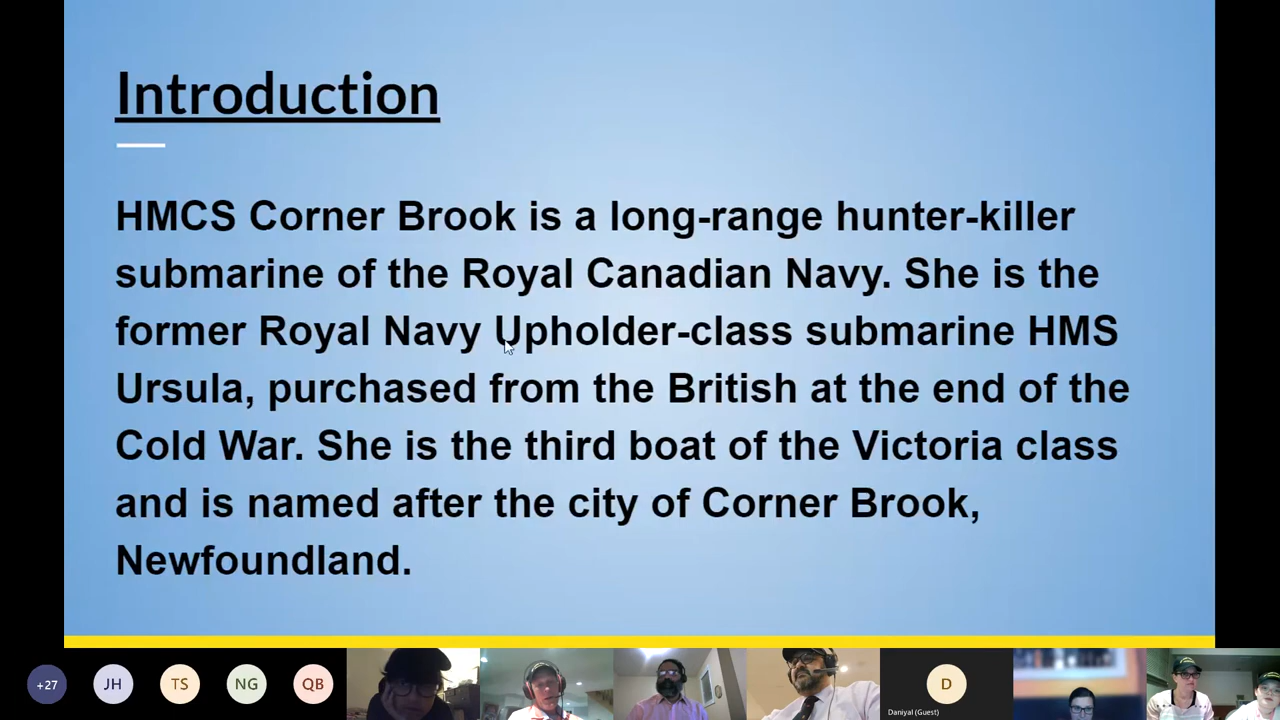 Introduction
HMCS Corner Brook is a long-range hunter-killer
submarine of the Royal Canadian Navy. She is the
former Royal Navy Upholder-class submarine HMS
Ursula, purchased from the British at the end of the
Cold War. She is the third boat of the Victoria class
and is named after the city of Corner Brook,
Newfoundland.
+27
JH
TS
NG
QB
D
Daniyal (Guest)